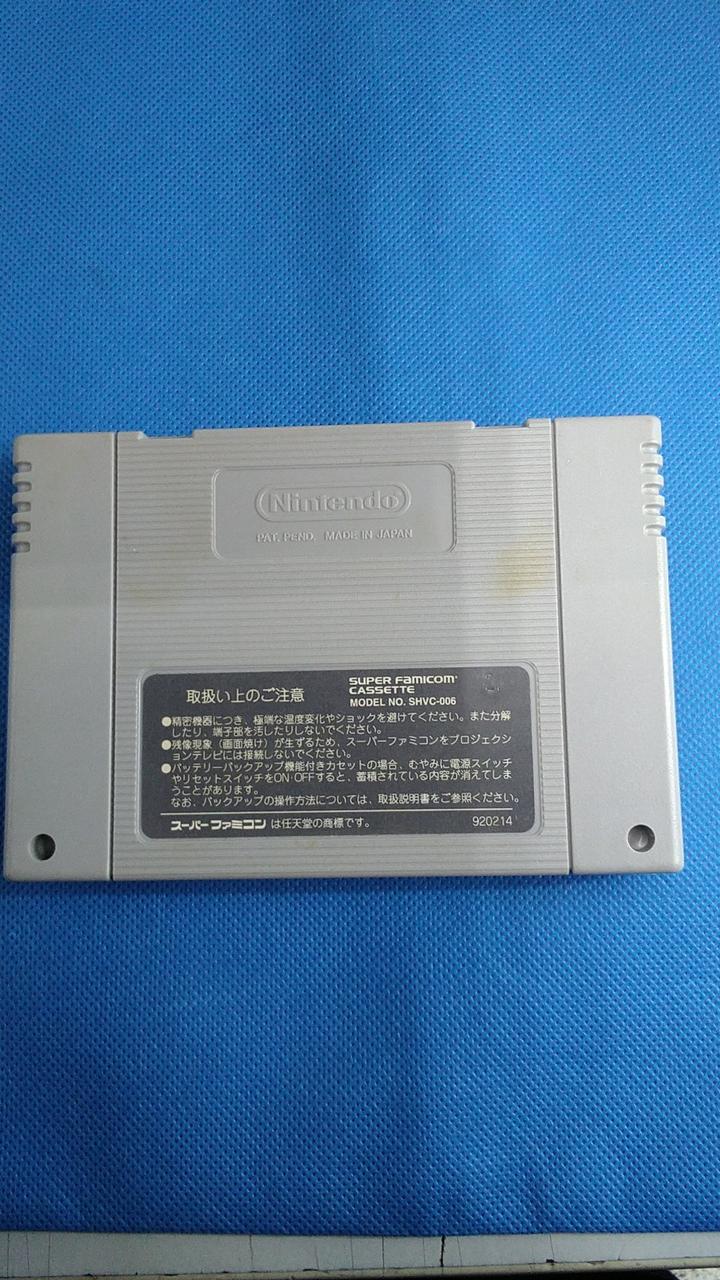 Nintendo
PAT. PEND. MADE IN JAPAN
取扱い上のご注意
SUPER FAMICOM
CASSETTE
MODEL NO. SHVC-006
●精密機器につき、極端な温度変化やショックを避けてください。また分解
したり、端子部を汚したりしないでください。
●残像現象（画面焼け）が生ずるため、スーパーファミコンをプロジェクシ
ョンテレビには接続しないでください。
●バッテリーバックアップ機能付きカセットの場合、むやみに電源スイッチ
やリセットスイッチをON・OFFすると、蓄積されている内容が消えてしま
うことがあります。
なお、バックアップの操作方法については、取扱説明書をご参照ください。
スーパーファミコン は任天堂の商標です。
920214